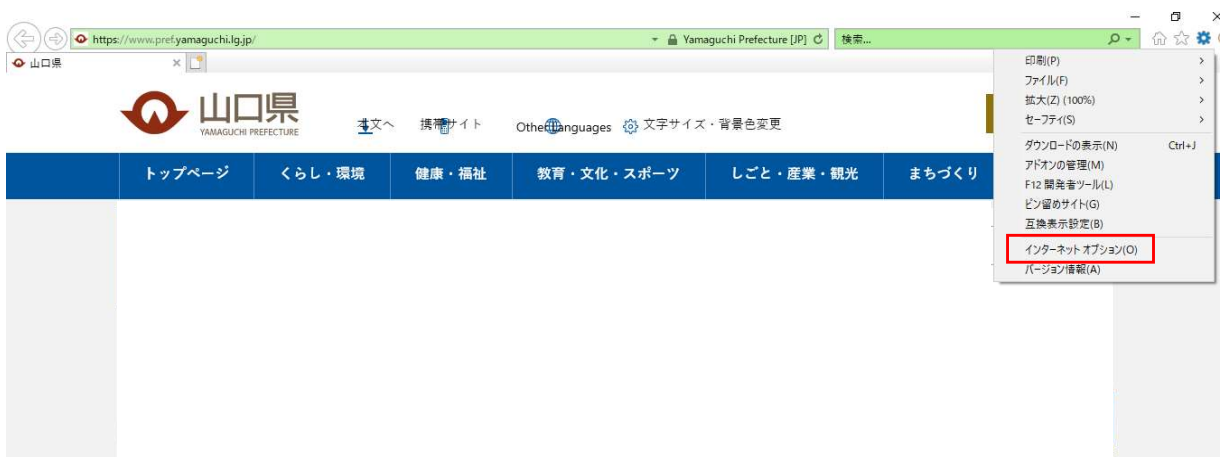 https://www.pref.yamaguchi.lg.jp/
Yamaguchi Prefecture [JP]
検索...
山口県
山口県
YAMAGUCHI PREFECTURE
本文へ
携帯サイト
Other Languages
文字サイズ・背景色変更
トップページ
くらし・環境
健康・福祉
教育・文化・スポーツ
しごと・産業・観光
まちづくり
印刷(P)
ファイル(F)
拡大(Z) (100%)
セーフティ(S)
ダウンロードの表示(N) Ctrl+J
アドオンの管理(M)
F12 開発者ツール(L)
ピン留めサイト(G)
互換表示設定(B)
インターネット オプション(O)
バージョン情報(A)